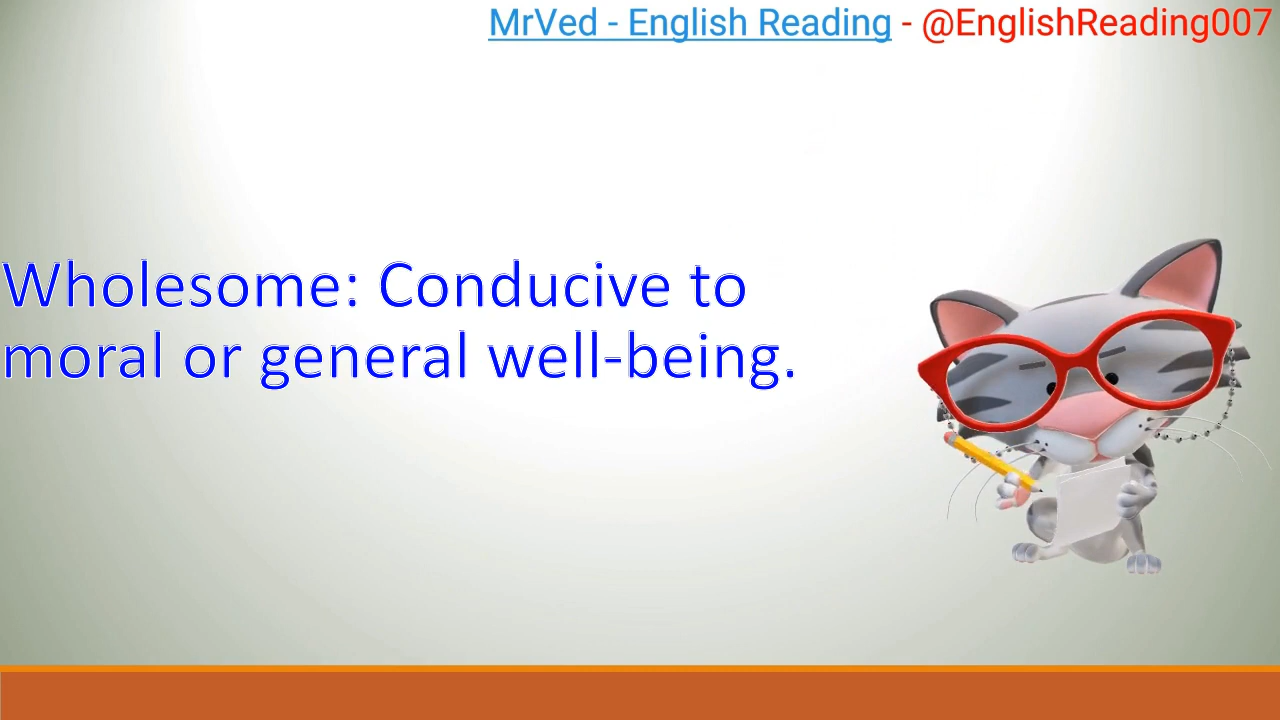 MrVed - English Reading - @EnglishReading007
Wholesome: Conducive to
moral or general well-being.